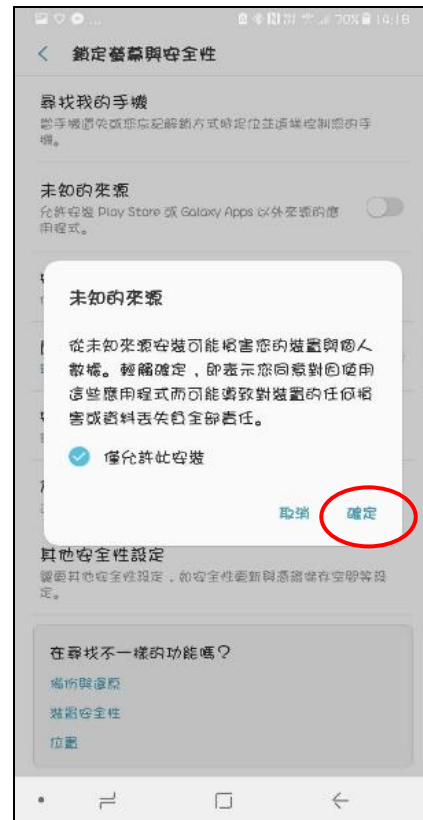 70% 14:18
鎖定螢幕與安全性
尋找我的手機
當手機遺失或您忘記解鎖方式時定位並遠端控制您的手
機。
未知的來源
允許安裝 Play Store 或 Galaxy Apps 以外來源的應
用程式。
未知的來源
從未知來源安裝可能損害您的裝置與個人
數據。輕觸確定，即表示您同意對因使用
這些應用程式而可能導致對裝置的任何損
害或資料丟失負全部責任。
僅允許此安裝
取消 確定
其他安全性設定
變更其他安全性設定，如安全性更新與憑證儲存空間等設
定。
在尋找不一樣的功能嗎？
備份與還原
裝置安全性
位置